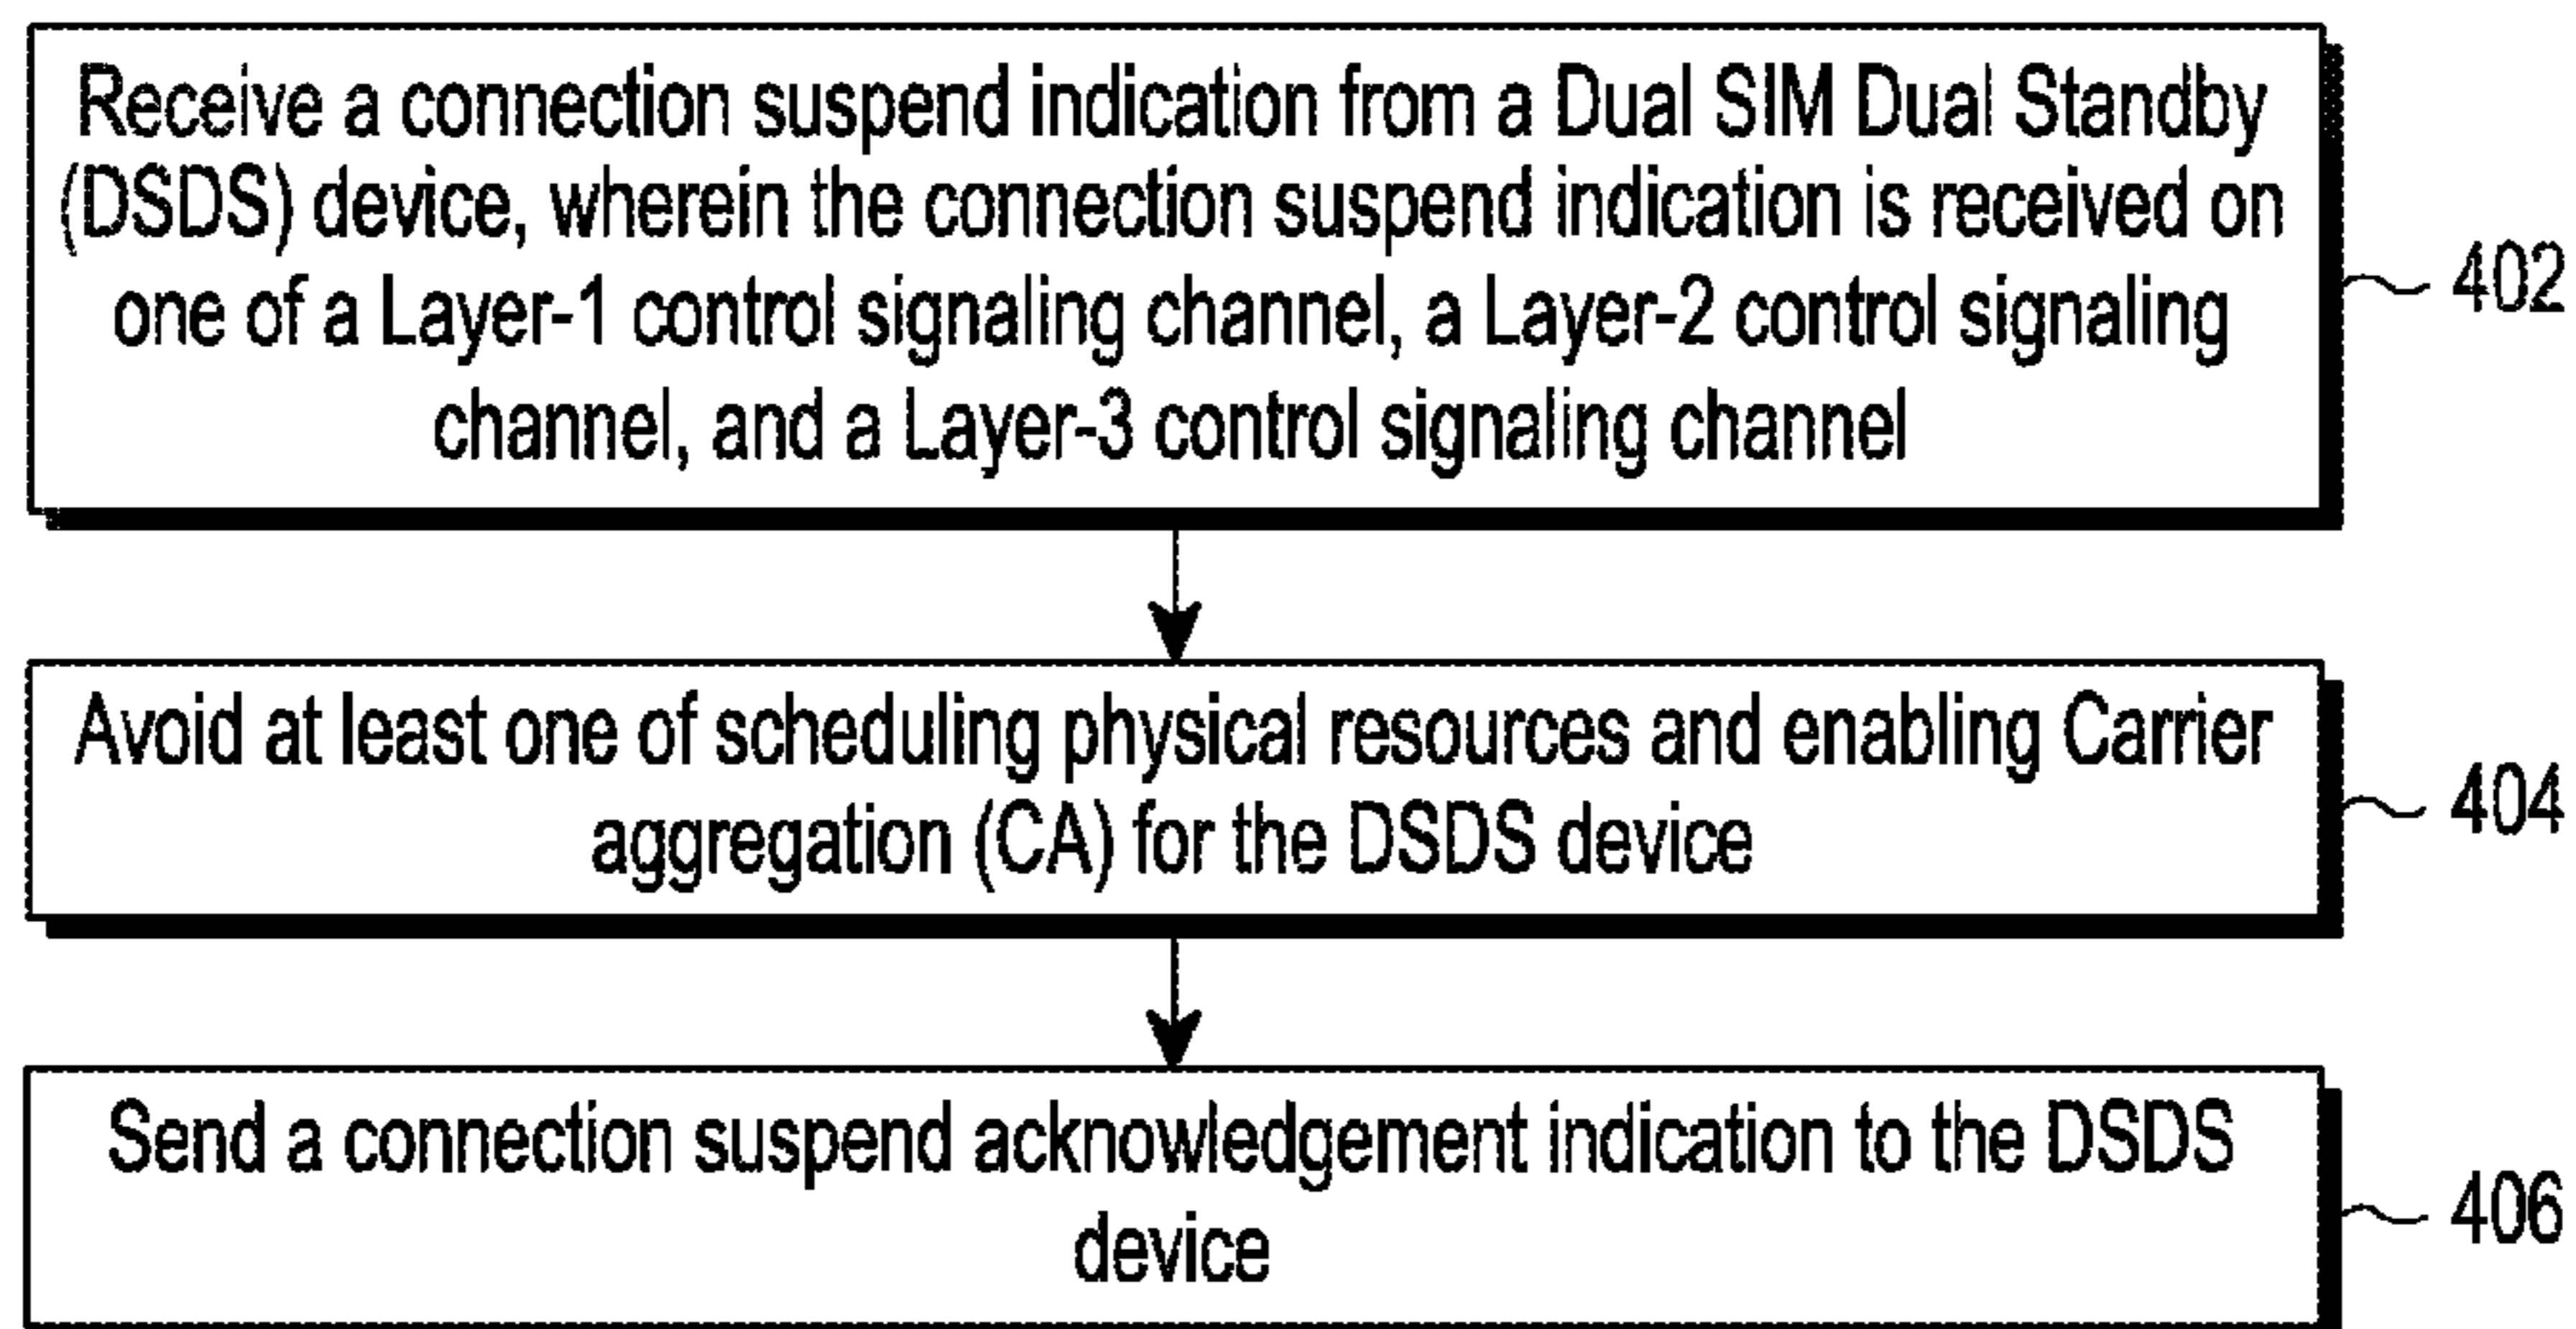 Receive a connection suspend indication from a Dual SIM Dual Standby
(DSDS) device, wherein the connection suspend indication is received on
one of a Layer-1 control signaling channel, a Layer-2 control signaling
channel, and a Layer-3 control signaling channel
402
Avoid at least one of scheduling physical resources and enabling Carrier
aggregation (CA) for the DSDS device
404
Send a connection suspend acknowledgement indication to the DSDS
device
406